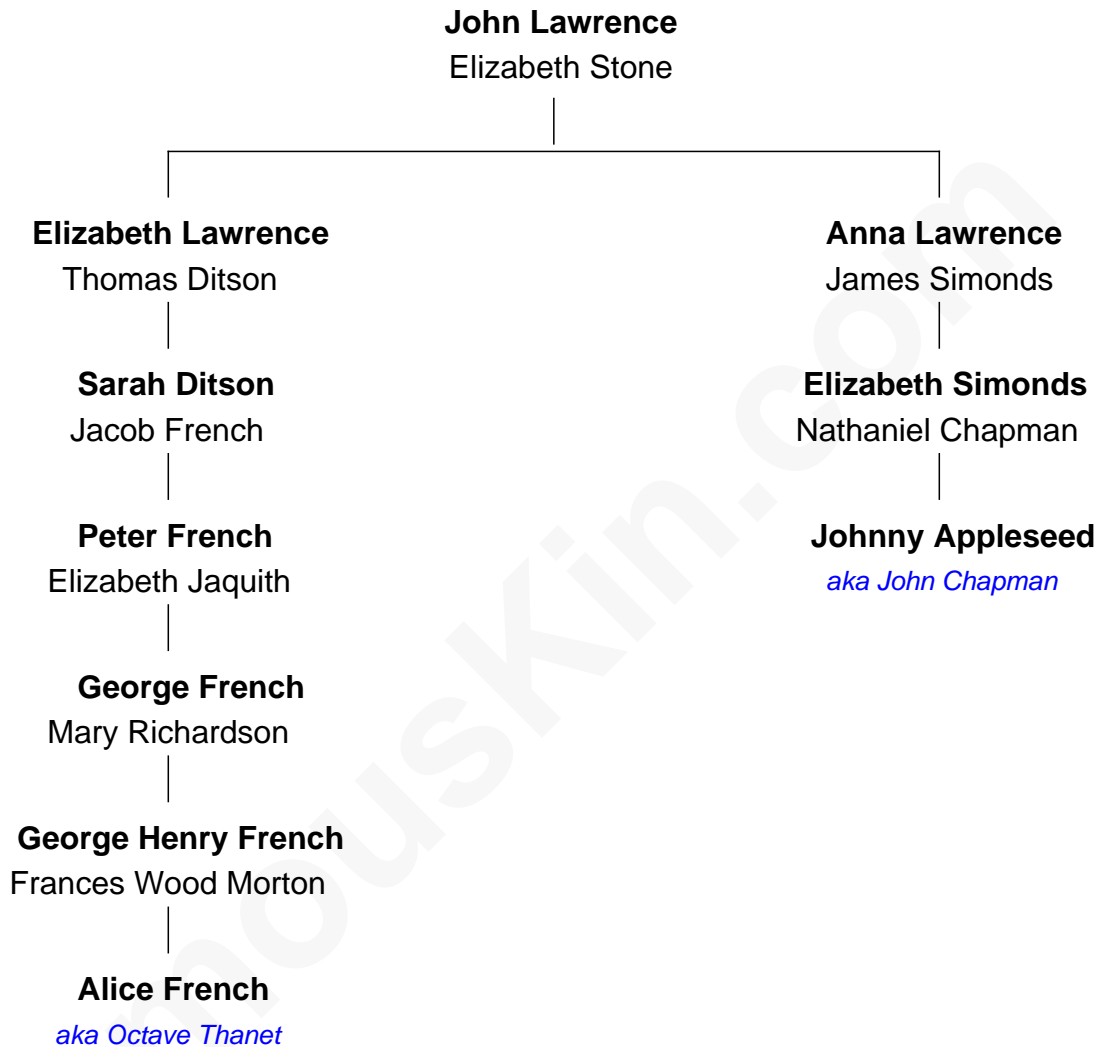 John Lawrence
Elizabeth Stone
Elizabeth Lawrence
Thomas Ditson
Anna Lawrence
James Simonds
Sarah Ditson
Jacob French
Elizabeth Simonds
Nathaniel Chapman
Peter French
Elizabeth Jaquith
Johnny Appleseed
aka John Chapman
George French
Mary Richardson
George Henry French
Frances Wood Morton
Alice French
aka Octave Thanet
mousKin.com